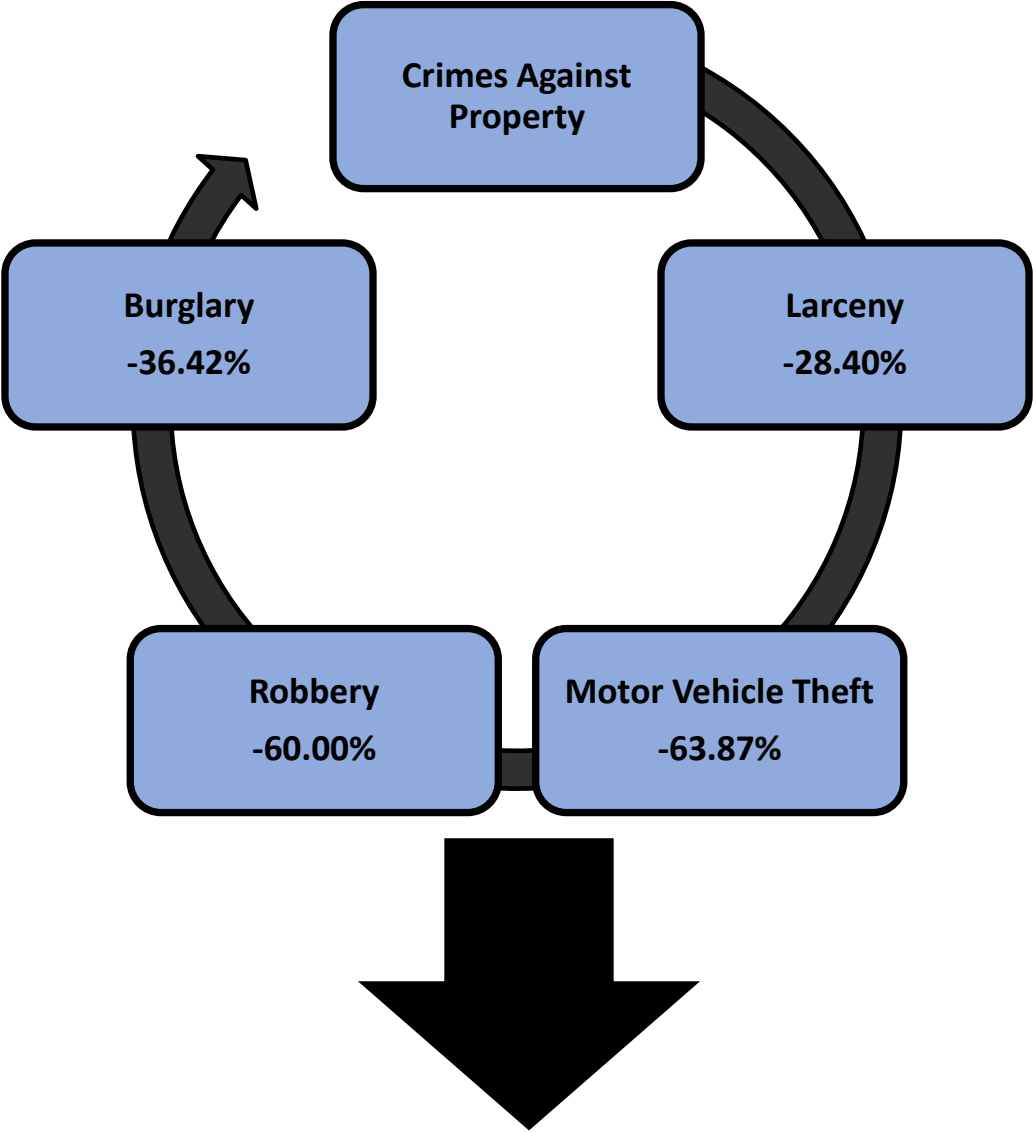 Crimes Against
Property
Larceny
-28.40%
Motor Vehicle Theft
-63.87%
Robbery
-60.00%
Burglary
-36.42%